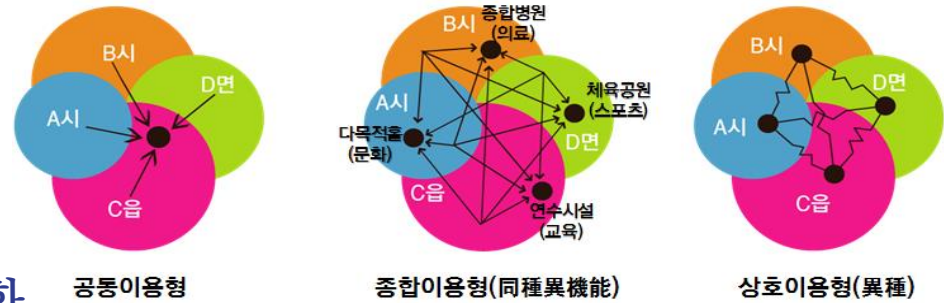 B시
D면
A시
C읍
공통이용형
종합병원
(의료)
B시
체육공원
(스포츠)
A시
다목적홀
(문화)
D면
C읍
연수시설
(교육)
종합이용형(同種異機能)
B시
D면
A시
C읍
상호이용형(異種)